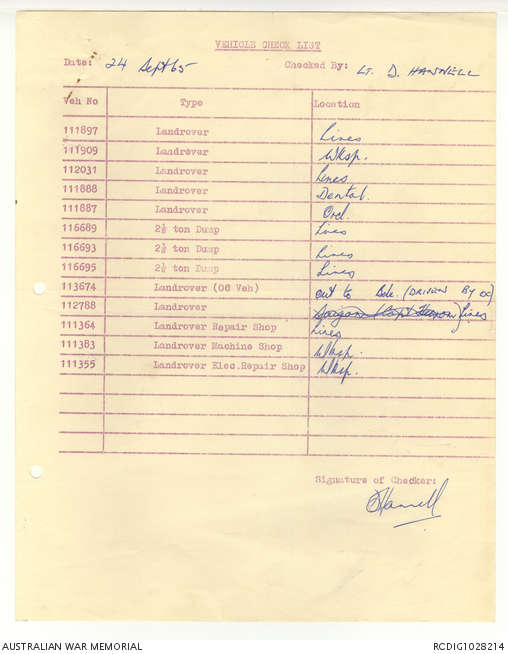 VEHICLE CHECK LIST
Date: 24 Sept 65 Checked By: LT. D. HANNELL
Veh No Type Location
111897 Landrover Lines
111909 Landrover Wksp.
112031 Landrover Lines
111888 Landrover Dental.
111887 Landrover Ord.
116689 2½ ton Dump Lines
116693 2½ ton Dump Lines
116695 2½ ton Dump Lines
113674 Landrover (OC Veh) out to (DRIVEN BY OC)
112788 Landrover Saigon (Capt } Lines
111364 Landrover Repair Shop Lines
111383 Landrover Machine Shop Wksp.
111355 Landrover Elec.Repair Shop Wksp.
Signature of Checker:
DHannell
AUSTRALIAN WAR MEMORIAL RCDIG1028214